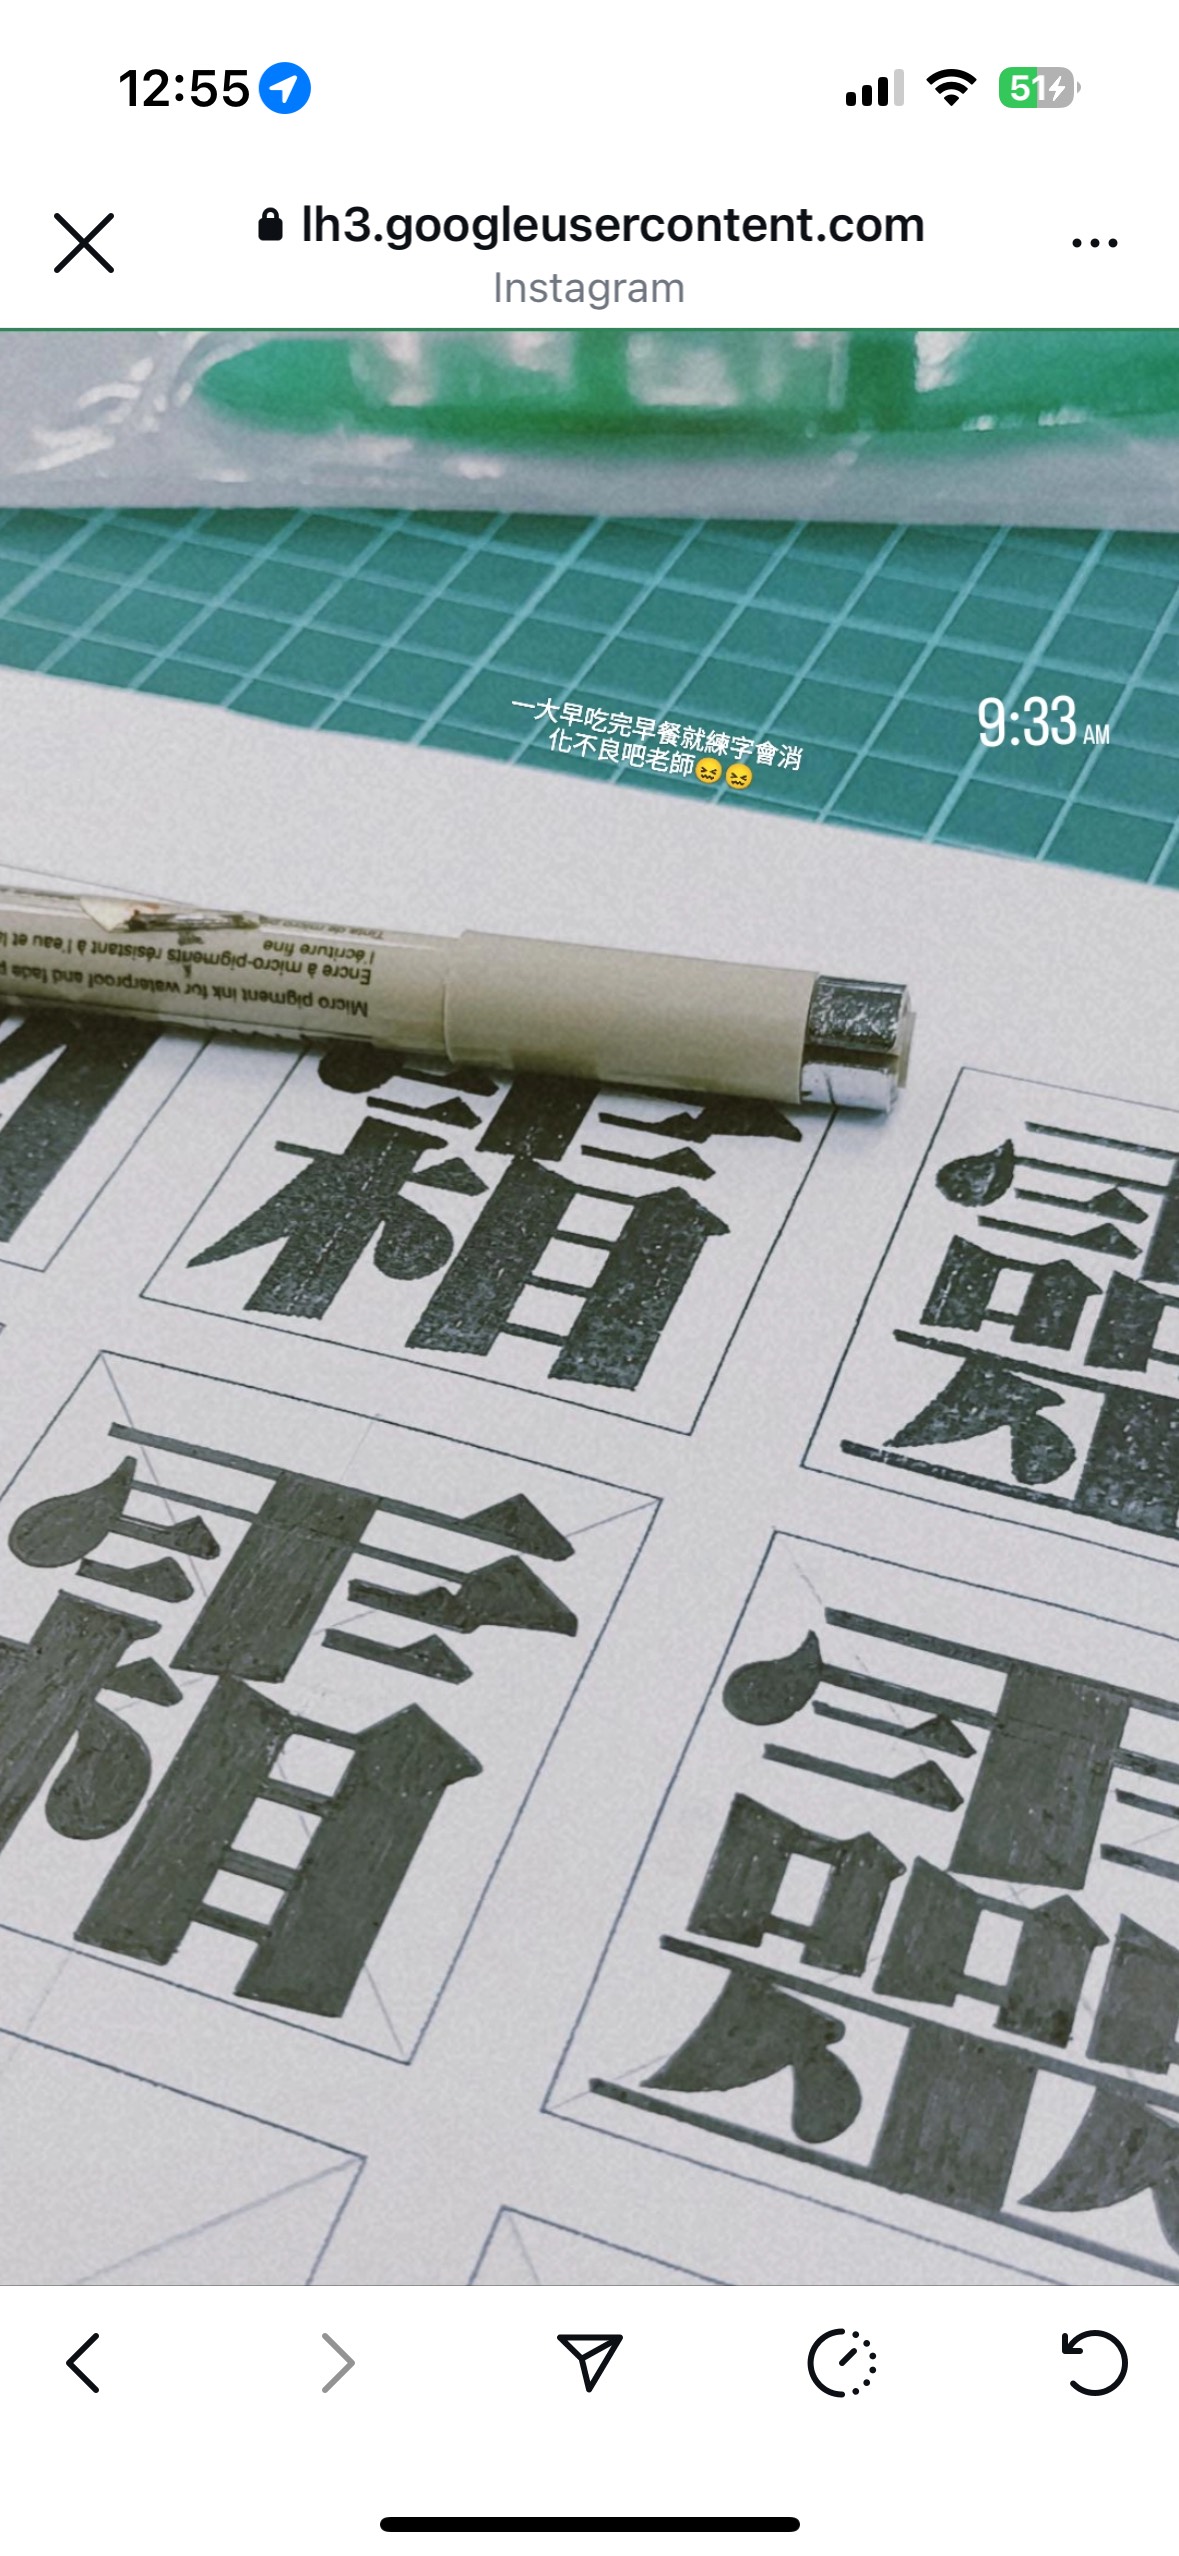 12:55
51
lh3.googleusercontent.com
Instagram
一大早吃完早餐就練字會消
化不良吧老師😖😖
9:33 AM
l'écriture fine
Encre à micro-pigments résistant à l'eau et
Micro pigment ink for waterproof and fade
霜 靈
霜 靈